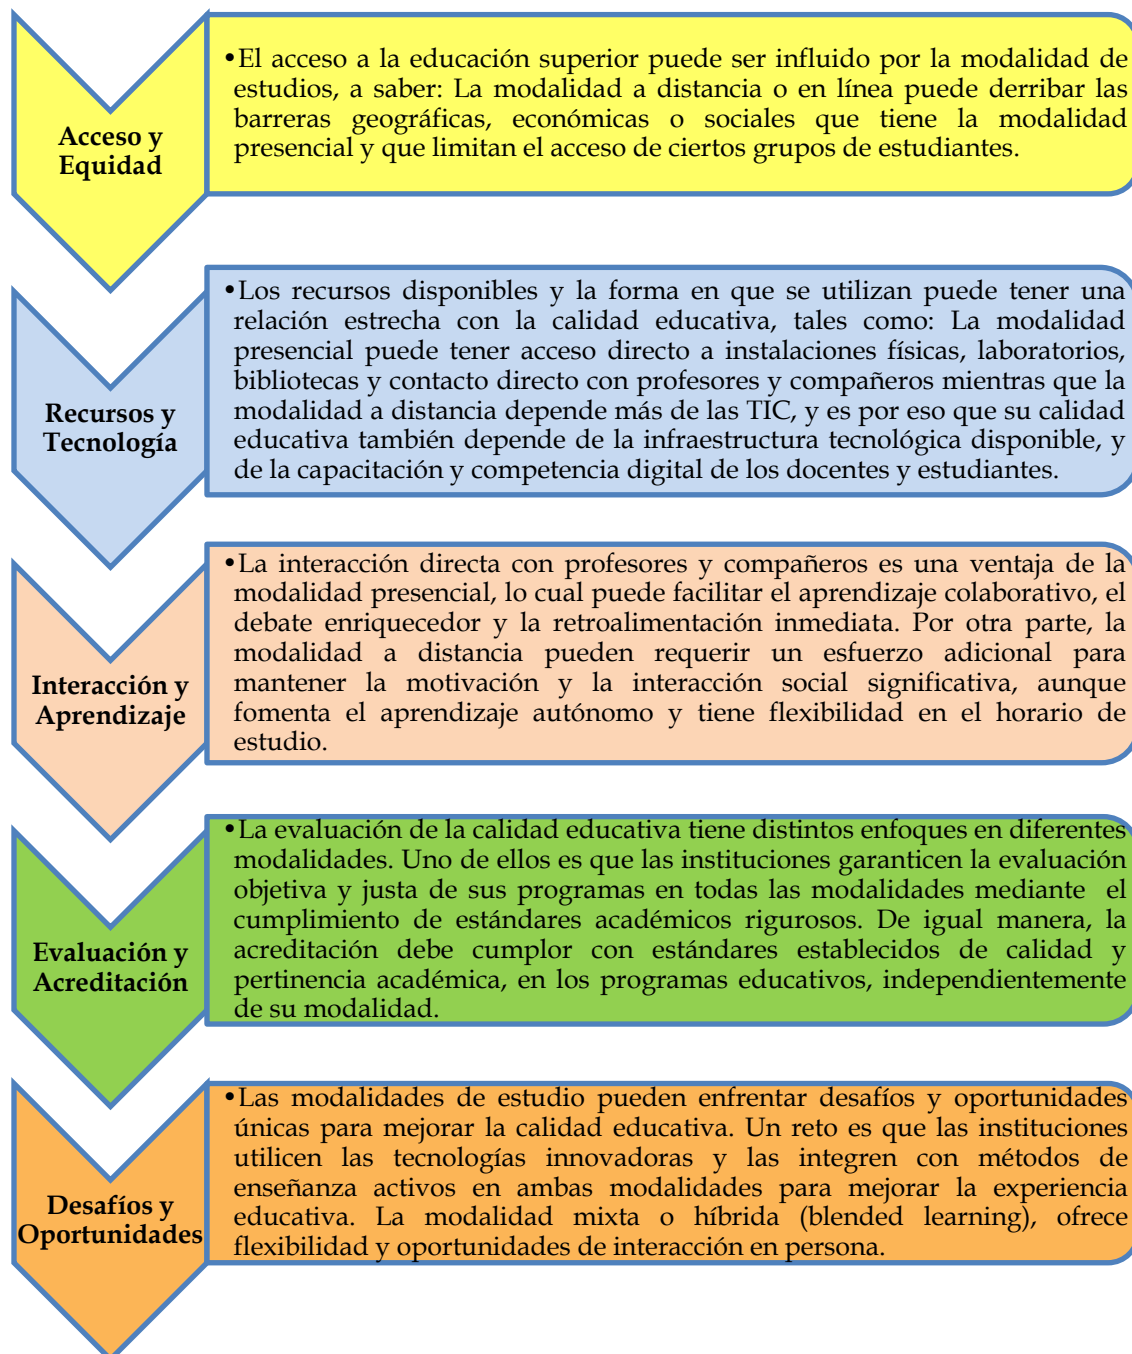 Acceso y
Equidad
•El acceso a la educación superior puede ser influido por la modalidad de
estudios, a saber: La modalidad a distancia o en línea puede derribar las
barreras geográficas, económicas o sociales que tiene la modalidad
presencial y que limitan el acceso de ciertos grupos de estudiantes.
Recursos y
Tecnología
•Los recursos disponibles y la forma en que se utilizan puede tener una
relación estrecha con la calidad educativa, tales como: La modalidad
presencial puede tener acceso directo a instalaciones físicas, laboratorios,
bibliotecas y contacto directo con profesores y compañeros mientras que la
modalidad a distancia depende más de las TIC, y es por eso que su calidad
educativa también depende de la infraestructura tecnológica disponible, y
de la capacitación y competencia digital de los docentes y estudiantes.
Interacción y
Aprendizaje
•La interacción directa con profesores y compañeros es una ventaja de la
modalidad presencial, lo cual puede facilitar el aprendizaje colaborativo, el
debate enriquecedor y la retroalimentación inmediata. Por otra parte, la
modalidad a distancia pueden requerir un esfuerzo adicional para
mantener la motivación y la interacción social significativa, aunque
fomenta el aprendizaje autónomo y tiene flexibilidad en el horario de
estudio.
Evaluación y
Acreditación
•La evaluación de la calidad educativa tiene distintos enfoques en diferentes
modalidades. Uno de ellos es que las instituciones garanticen la evaluación
objetiva y justa de sus programas en todas las modalidades mediante  el
cumplimiento de estándares académicos rigurosos. De igual manera, la
acreditación debe cumplor con estándares establecidos de calidad y
pertinencia académica, en los programas educativos, independientemente
de su modalidad.
Desafíos y
Oportunidades
•Las modalidades de estudio pueden enfrentar desafíos y oportunidades
únicas para mejorar la calidad educativa. Un reto es que las instituciones
utilicen las tecnologías innovadoras y las integren con métodos de
enseñanza activos en ambas modalidades para mejorar la experiencia
educativa. La modalidad mixta o híbrida (blended learning), ofrece
flexibilidad y oportunidades de interacción en persona.